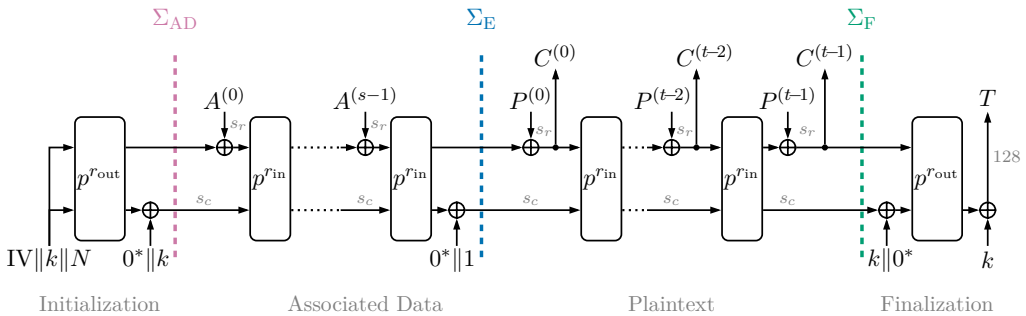 Σ_AD Σ_E Σ_F
C^(0) C^(t−2) C^(t−1)
A^(0) A^(s−1) P^(0) P^(t−2) P^(t−1) T
s_r s_r s_r s_r s_r
128
p^{r_out} p^{r_in} p^{r_in} p^{r_in} p^{r_in} p^{r_out}
s_c s_c s_c s_c s_c
IV∥k∥N 0*∥k 0*∥1 k∥0* k
Initialization Associated Data Plaintext Finalization